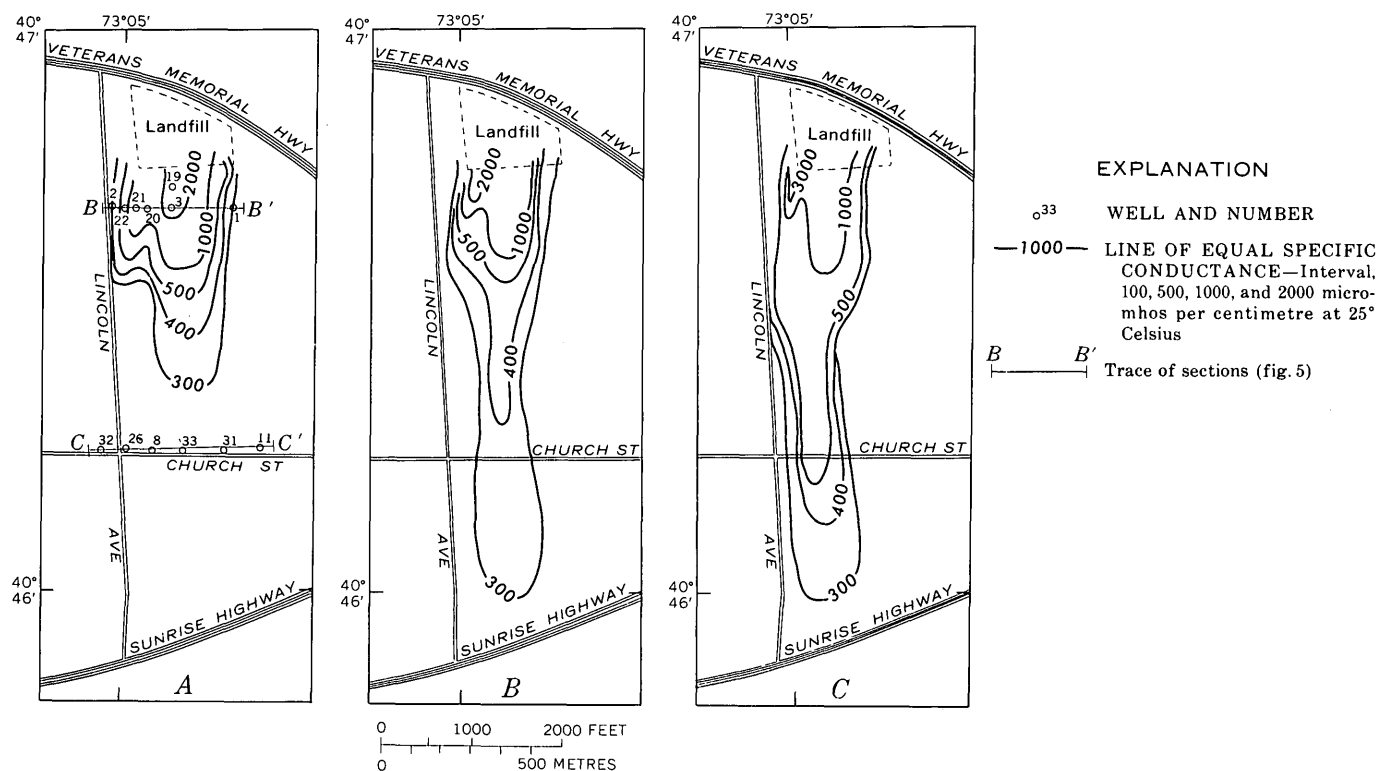 40°
47'
73°05'
VETERANS MEMORIAL HWY
Landfill
2000
19
2
21
3
B
B'
22
20
1
1000
500
400
300
LINCOLN
AVE
C
32
26
8
33
31
11
C'
CHURCH ST
40°
46'
SUNRISE HIGHWAY
A
40°
47'
73°05'
VETERANS MEMORIAL HWY
Landfill
2000
1000
500
400
300
LINCOLN
AVE
CHURCH ST
40°
46'
SUNRISE HIGHWAY
B
0 1000 2000 FEET
0 500 METRES
40°
47'
73°05'
VETERANS MEMORIAL HWY
Landfill
3000
1000
500
400
300
LINCOLN
AVE
CHURCH ST
40°
46'
SUNRISE HIGHWAY
C
EXPLANATION
33 WELL AND NUMBER
1000 LINE OF EQUAL SPECIFIC
CONDUCTANCE—Interval,
100, 500, 1000, and 2000 micro-
mhos per centimetre at 25°
Celsius
B B'
Trace of sections (fig. 5)